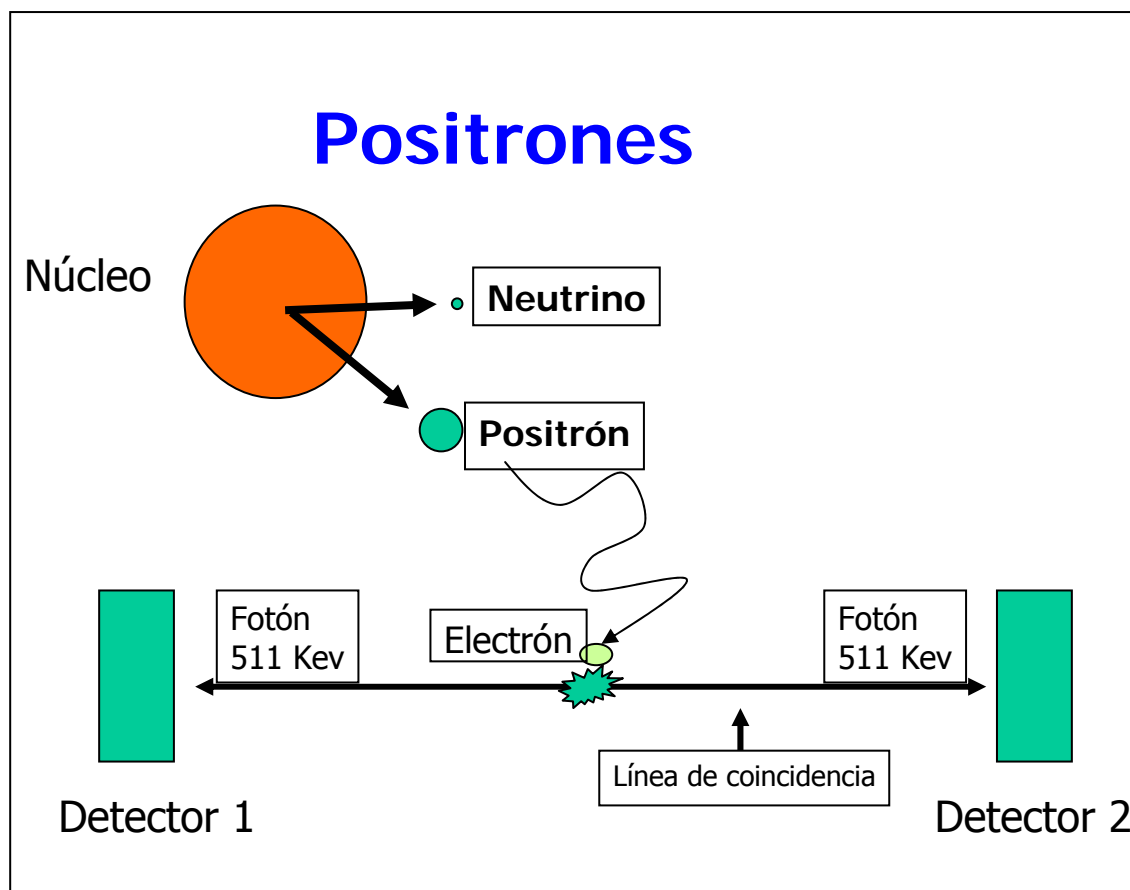 Positrones
Núcleo
Neutrino
Positrón
Fotón
511 Kev
Electrón
Fotón
511 Kev
Línea de coincidencia
Detector 1
Detector 2